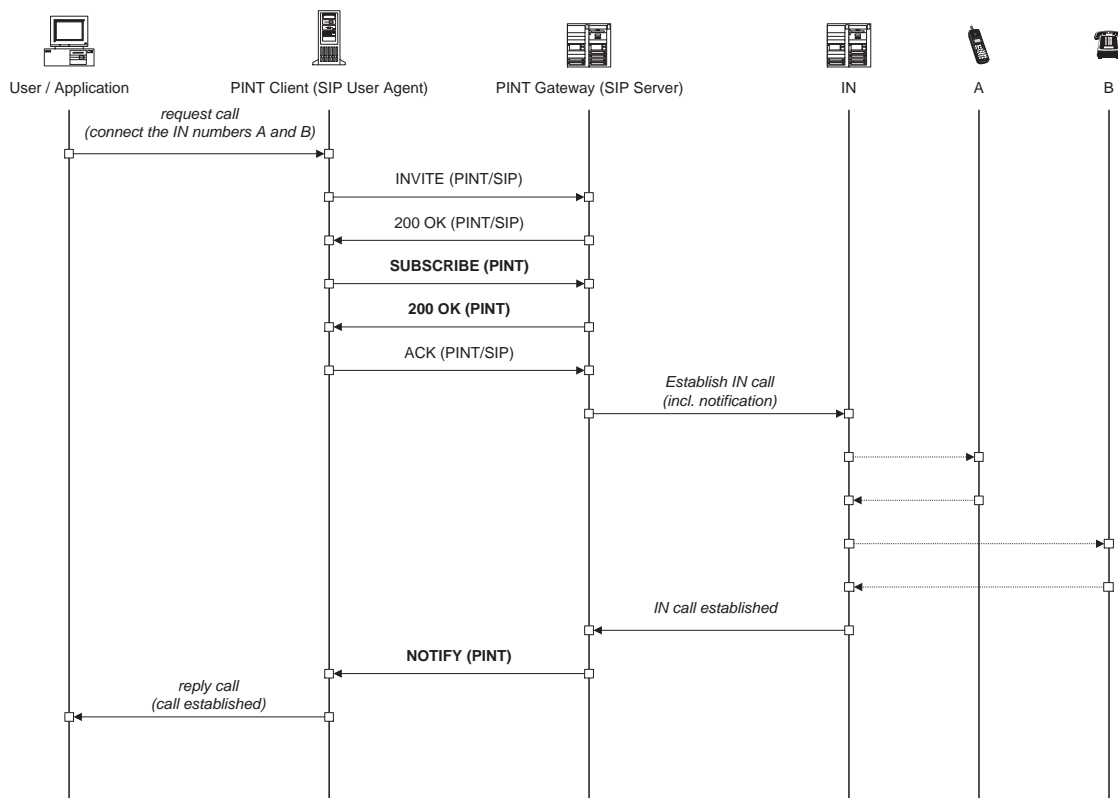 User / Application
PINT Client (SIP User Agent)
PINT Gateway (SIP Server)
IN
A
B
request call
(connect the IN numbers A and B)
INVITE (PINT/SIP)
200 OK (PINT/SIP)
SUBSCRIBE (PINT)
200 OK (PINT)
ACK (PINT/SIP)
Establish IN call
(incl. notification)
IN call established
NOTIFY (PINT)
reply call
(call established)